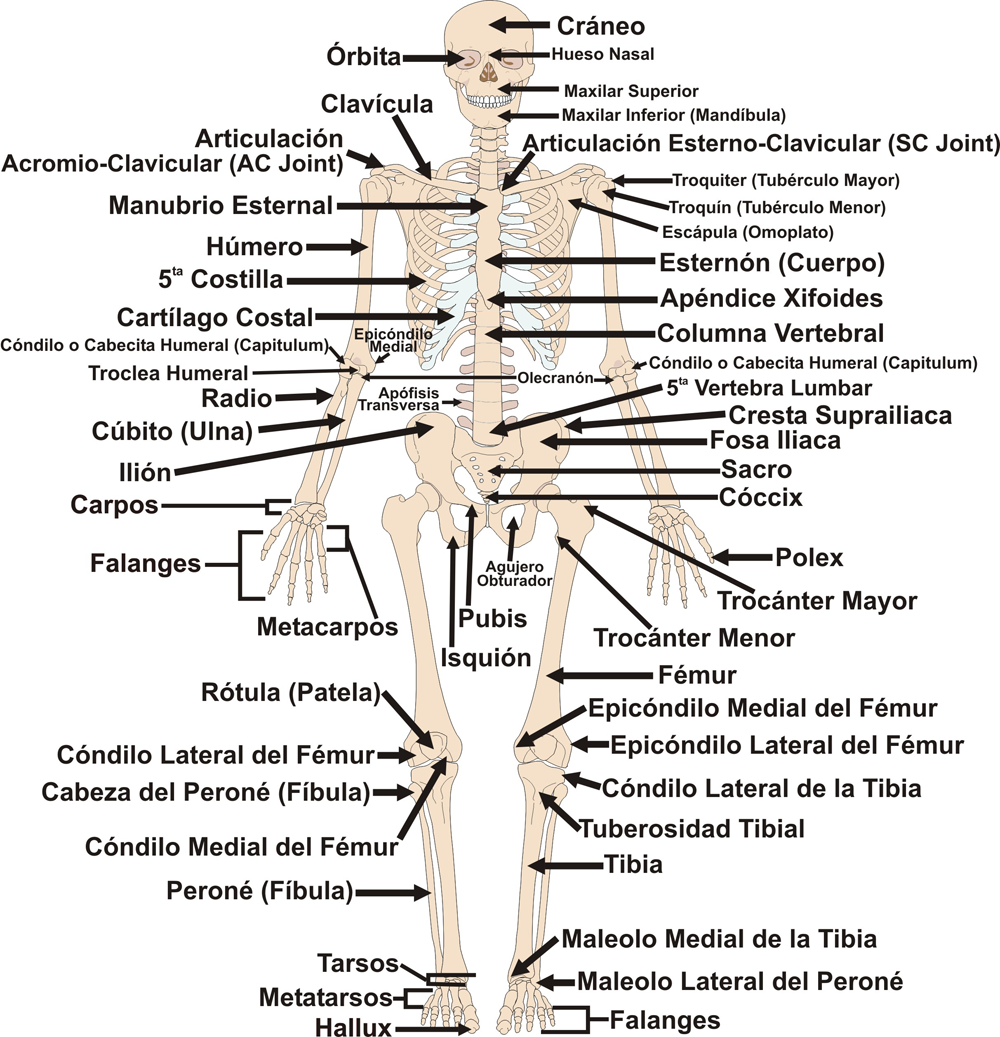 Cráneo
Hueso Nasal
Órbita
Maxilar Superior
Clavícula
Maxilar Inferior (Mandíbula)
Articulación
Acromio-Clavicular (AC Joint)
Articulación Esterno-Clavicular (SC Joint)
Troquiter (Tubérculo Mayor)
Manubrio Esternal
Troquín (Tubérculo Menor)
Escápula (Omoplato)
Húmero
Esternón (Cuerpo)
5ta Costilla
Apéndice Xifoides
Cartílago Costal
Columna Vertebral
Epicóndilo
Medial
Cóndilo o Cabecita Humeral (Capitulum)
Cóndilo o Cabecita Humeral (Capitulum)
Troclea Humeral
Olecranón
5ta Vertebra Lumbar
Radio
Apófisis
Transversa
Cresta Suprailiaca
Cúbito (Ulna)
Fosa Iliaca
Ilión
Sacro
Carpos
Cóccix
Falanges
Polex
Agujero
Obturador
Trocánter Mayor
Pubis
Metacarpos
Trocánter Menor
Isquión
Fémur
Rótula (Patela)
Epicóndilo Medial del Fémur
Cóndilo Lateral del Fémur
Epicóndilo Lateral del Fémur
Cabeza del Peroné (Fíbula)
Cóndilo Lateral de la Tibia
Tuberosidad Tibial
Cóndilo Medial del Fémur
Tibia
Peroné (Fíbula)
Maleolo Medial de la Tibia
Tarsos
Maleolo Lateral del Peroné
Metatarsos
Falanges
Hallux